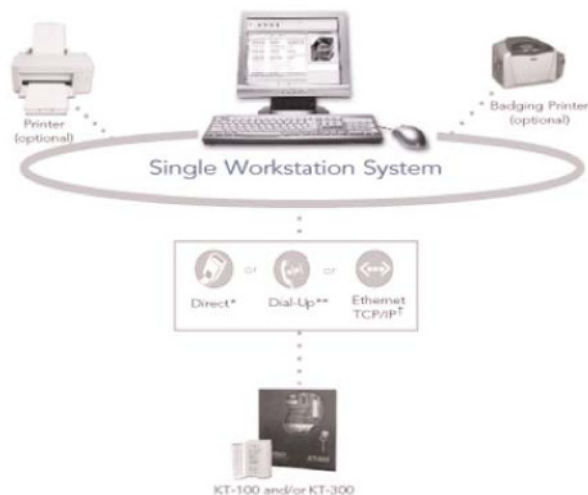 Printer
(optional)
Badging Printer
(optional)
Single Workstation System
Direct*
or
Dial-Up**
or
Ethernet
TCP/IP†
KT-100 and/or KT-300